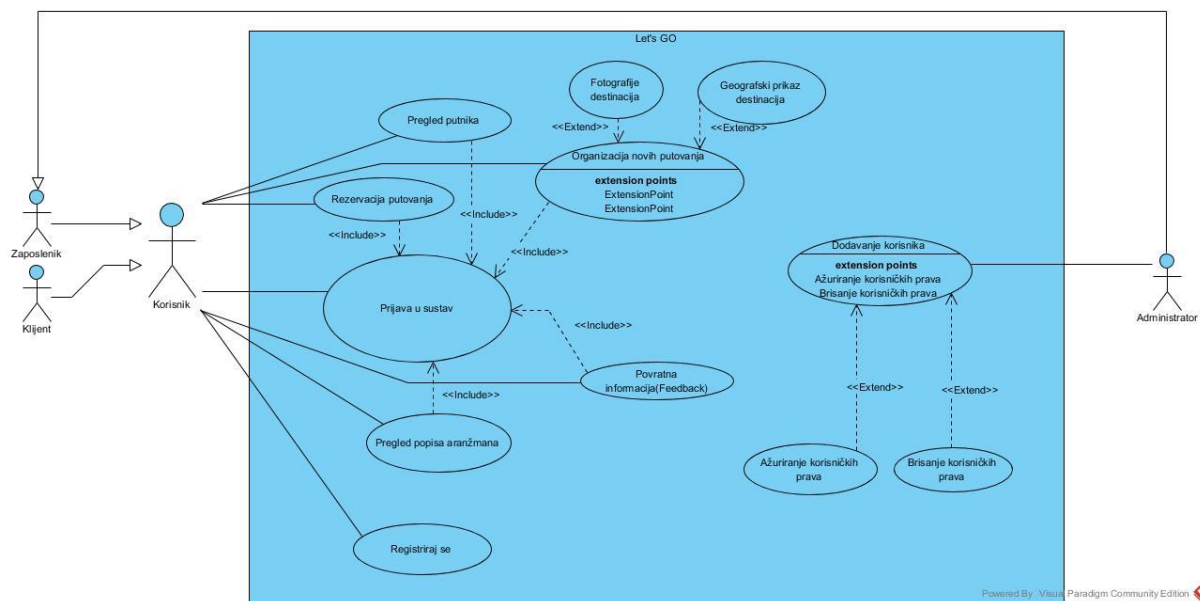 Let's GO
Fotografije
destinacija
Geografski prikaz
destinacija
Pregled putnika
<<Extend>>
<<Extend>>
Organizacija novih putovanja
extension points
ExtensionPoint
ExtensionPoint
Rezervacija putovanja
<<Include>>
<<Include>>
<<Include>>
Zaposlenik
Klijent
Korisnik
Prijava u sustav
Dodavanje korisnika
extension points
Ažuriranje korisničkih prava
Brisanje korisničkih prava
Administrator
<<Include>>
Povratna
informacija(Feedback)
<<Include>>
<<Extend>>
<<Extend>>
Pregled popisa aranžmana
Ažuriranje korisničkih
prava
Brisanje korisničkih
prava
Registriraj se
Powered By Visual Paradigm Community Edition